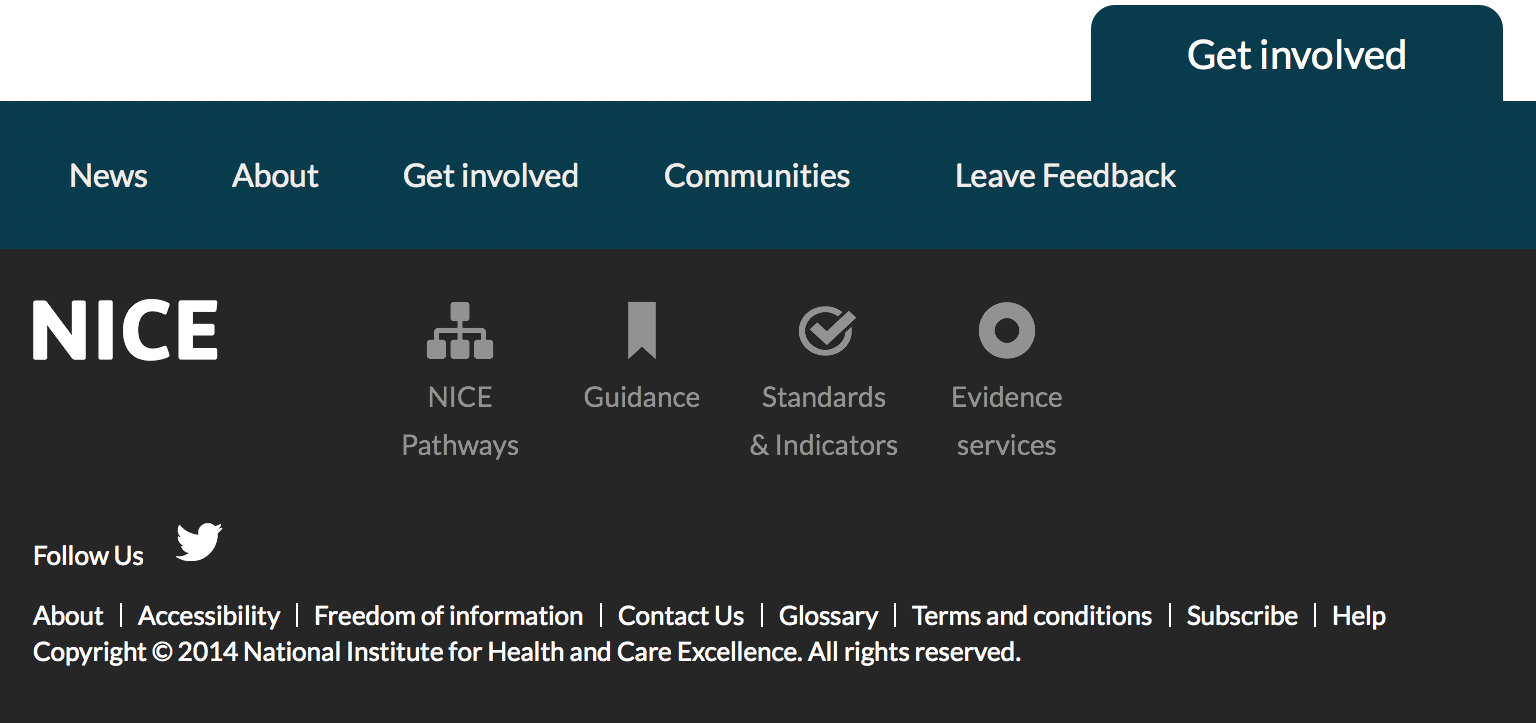 Get involved
News About Get involved Communities Leave Feedback
NICE
NICE Pathways
Guidance
Standards & Indicators
Evidence services
Follow Us
About | Accessibility | Freedom of information | Contact Us | Glossary | Terms and conditions | Subscribe | Help
Copyright © 2014 National Institute for Health and Care Excellence. All rights reserved.